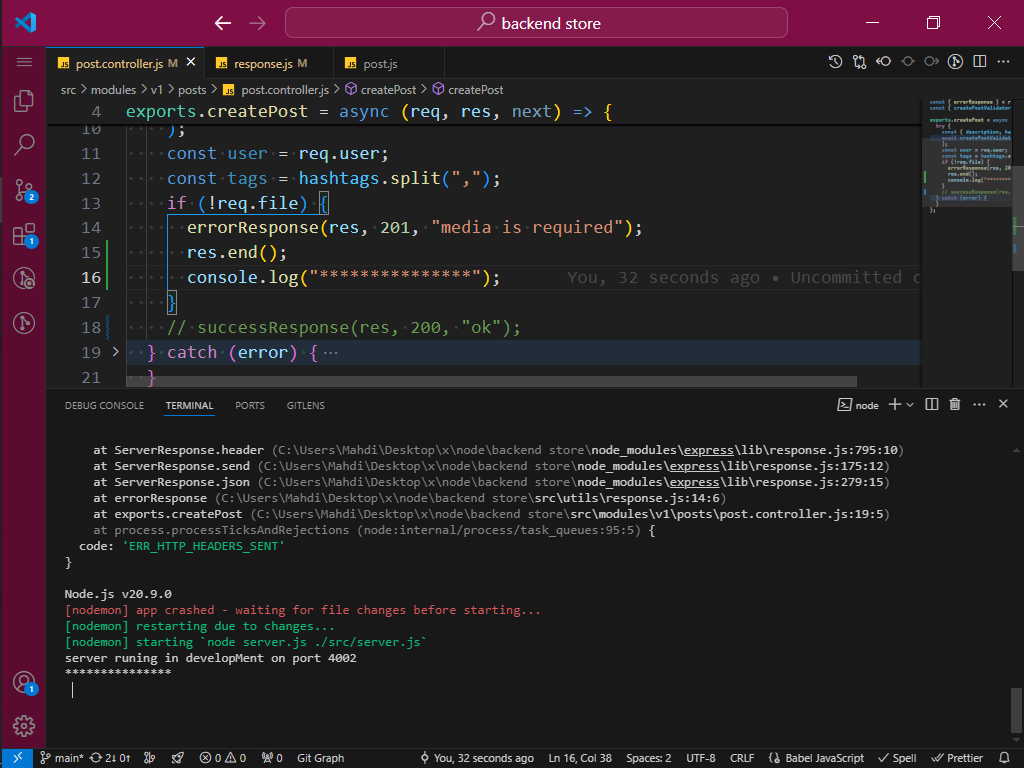 backend store
post.controller.js M
response.js M
post.js
src > modules > v1 > posts > post.controller.js > createPost > createPost
4 exports.createPost = async (req, res, next) => {
10 );
11 const user = req.user;
12 const tags = hashtags.split(",");
13 if (!req.file) {
14 errorResponse(res, 201, "media is required");
15 res.end();
16 console.log("***************"); You, 32 seconds ago • Uncommitted c
17 }
18 // successResponse(res, 200, "ok");
19 } catch (error) { ...
21 }
DEBUG CONSOLE TERMINAL PORTS GITLENS
node
at ServerResponse.header (C:\Users\Mahdi\Desktop\x\node\backend store\node_modules\express\lib\response.js:795:10)
at ServerResponse.send (C:\Users\Mahdi\Desktop\x\node\backend store\node_modules\express\lib\response.js:175:12)
at ServerResponse.json (C:\Users\Mahdi\Desktop\x\node\backend store\node_modules\express\lib\response.js:279:15)
at errorResponse (C:\Users\Mahdi\Desktop\x\node\backend store\src\utils\response.js:14:6)
at exports.createPost (C:\Users\Mahdi\Desktop\x\node\backend store\src\modules\v1\posts\post.controller.js:19:5)
at process.processTicksAndRejections (node:internal/process/task_queues:95:5) {
code: 'ERR_HTTP_HEADERS_SENT'
}
Node.js v20.9.0
[nodemon] app crashed - waiting for file changes before starting...
[nodemon] restarting due to changes...
[nodemon] starting `node server.js ./src/server.js`
server runing in developMent on port 4002
***************
main* 2↓ 0↑ 0 0 0 Git Graph You, 32 seconds ago Ln 16, Col 38 Spaces: 2 UTF-8 CRLF Babel JavaScript Spell Prettier